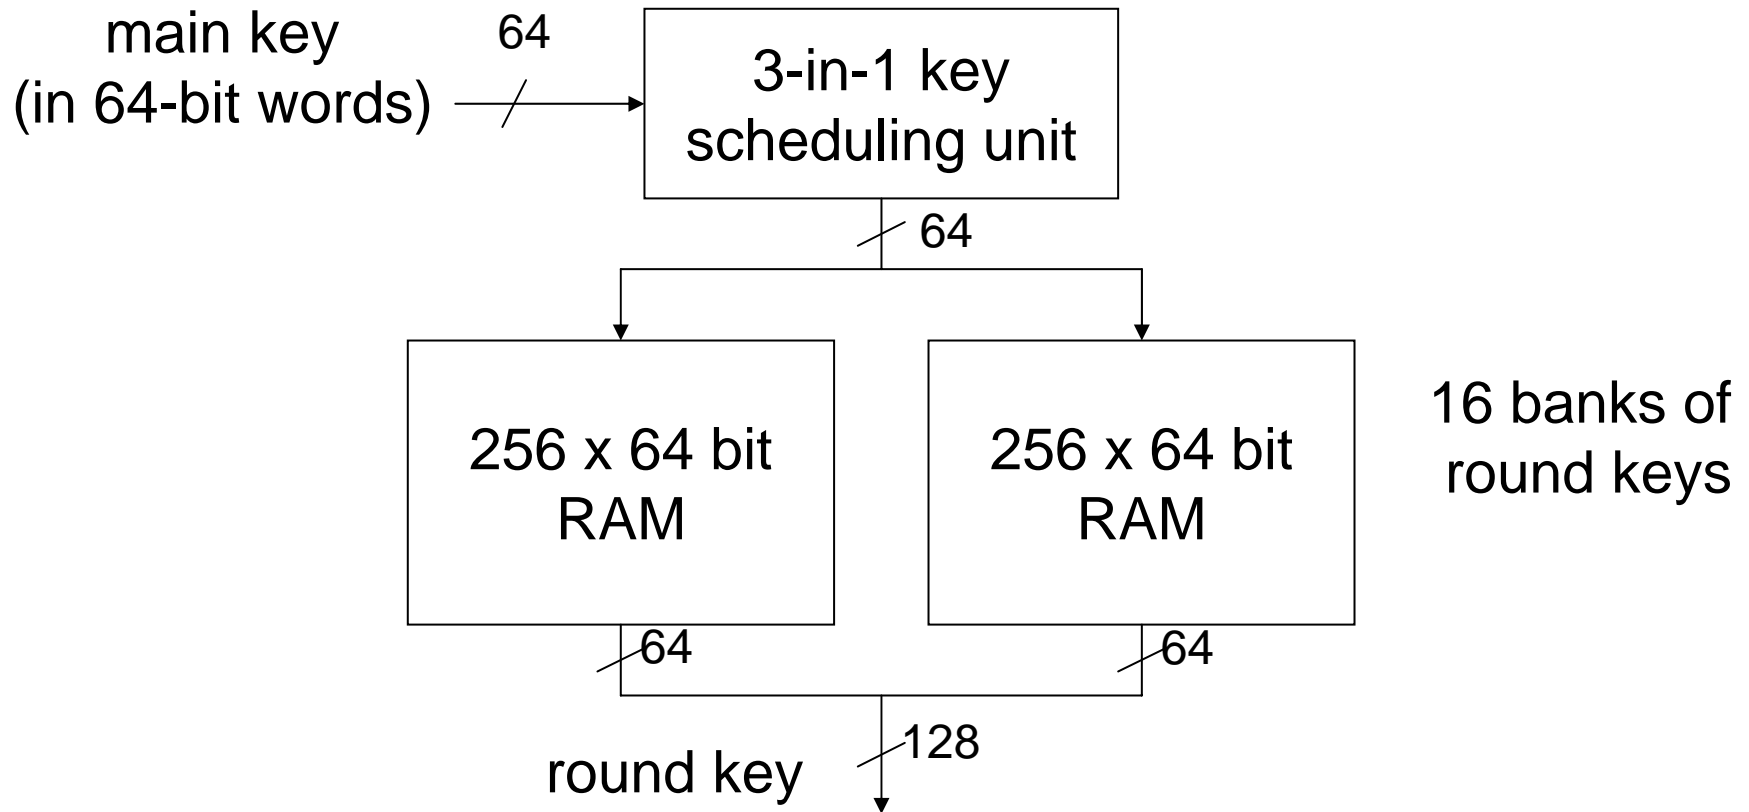 main key
(in 64-bit words)
64
3-in-1 key
scheduling unit
64
256 x 64 bit
RAM
256 x 64 bit
RAM
16 banks of
round keys
64
64
round key
128